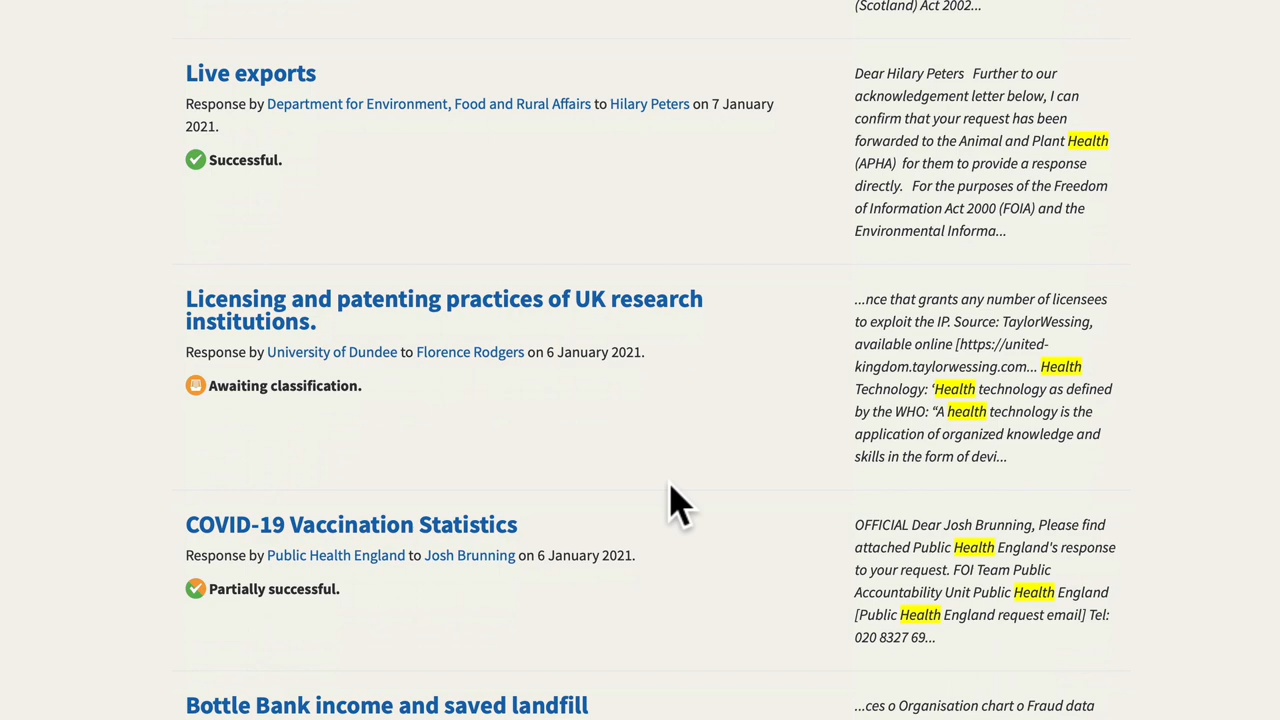 (Scotland) Act 2002...
Live exports
Response by Department for Environment, Food and Rural Affairs to Hilary Peters on 7 January
2021.
Successful.
Dear Hilary Peters Further to our
acknowledgement letter below, I can
confirm that your request has been
forwarded to the Animal and Plant Health
(APHA) for them to provide a response
directly. For the purposes of the Freedom
of Information Act 2000 (FOIA) and the
Environmental Informa...
Licensing and patenting practices of UK research
institutions.
Response by University of Dundee to Florence Rodgers on 6 January 2021.
Awaiting classification.
...nce that grants any number of licensees
to exploit the IP. Source: TaylorWessing,
available online [https://united-
kingdom.taylorwessing.com... Health
Technology: ‘Health technology as defined
by the WHO: “A health technology is the
application of organized knowledge and
skills in the form of devi...
COVID-19 Vaccination Statistics
Response by Public Health England to Josh Brunning on 6 January 2021.
Partially successful.
OFFICIAL Dear Josh Brunning, Please find
attached Public Health England's response
to your request. FOI Team Public
Accountability Unit Public Health England
[Public Health England request email] Tel:
020 8327 69...
Bottle Bank income and saved landfill
...ces o Organisation chart o Fraud data